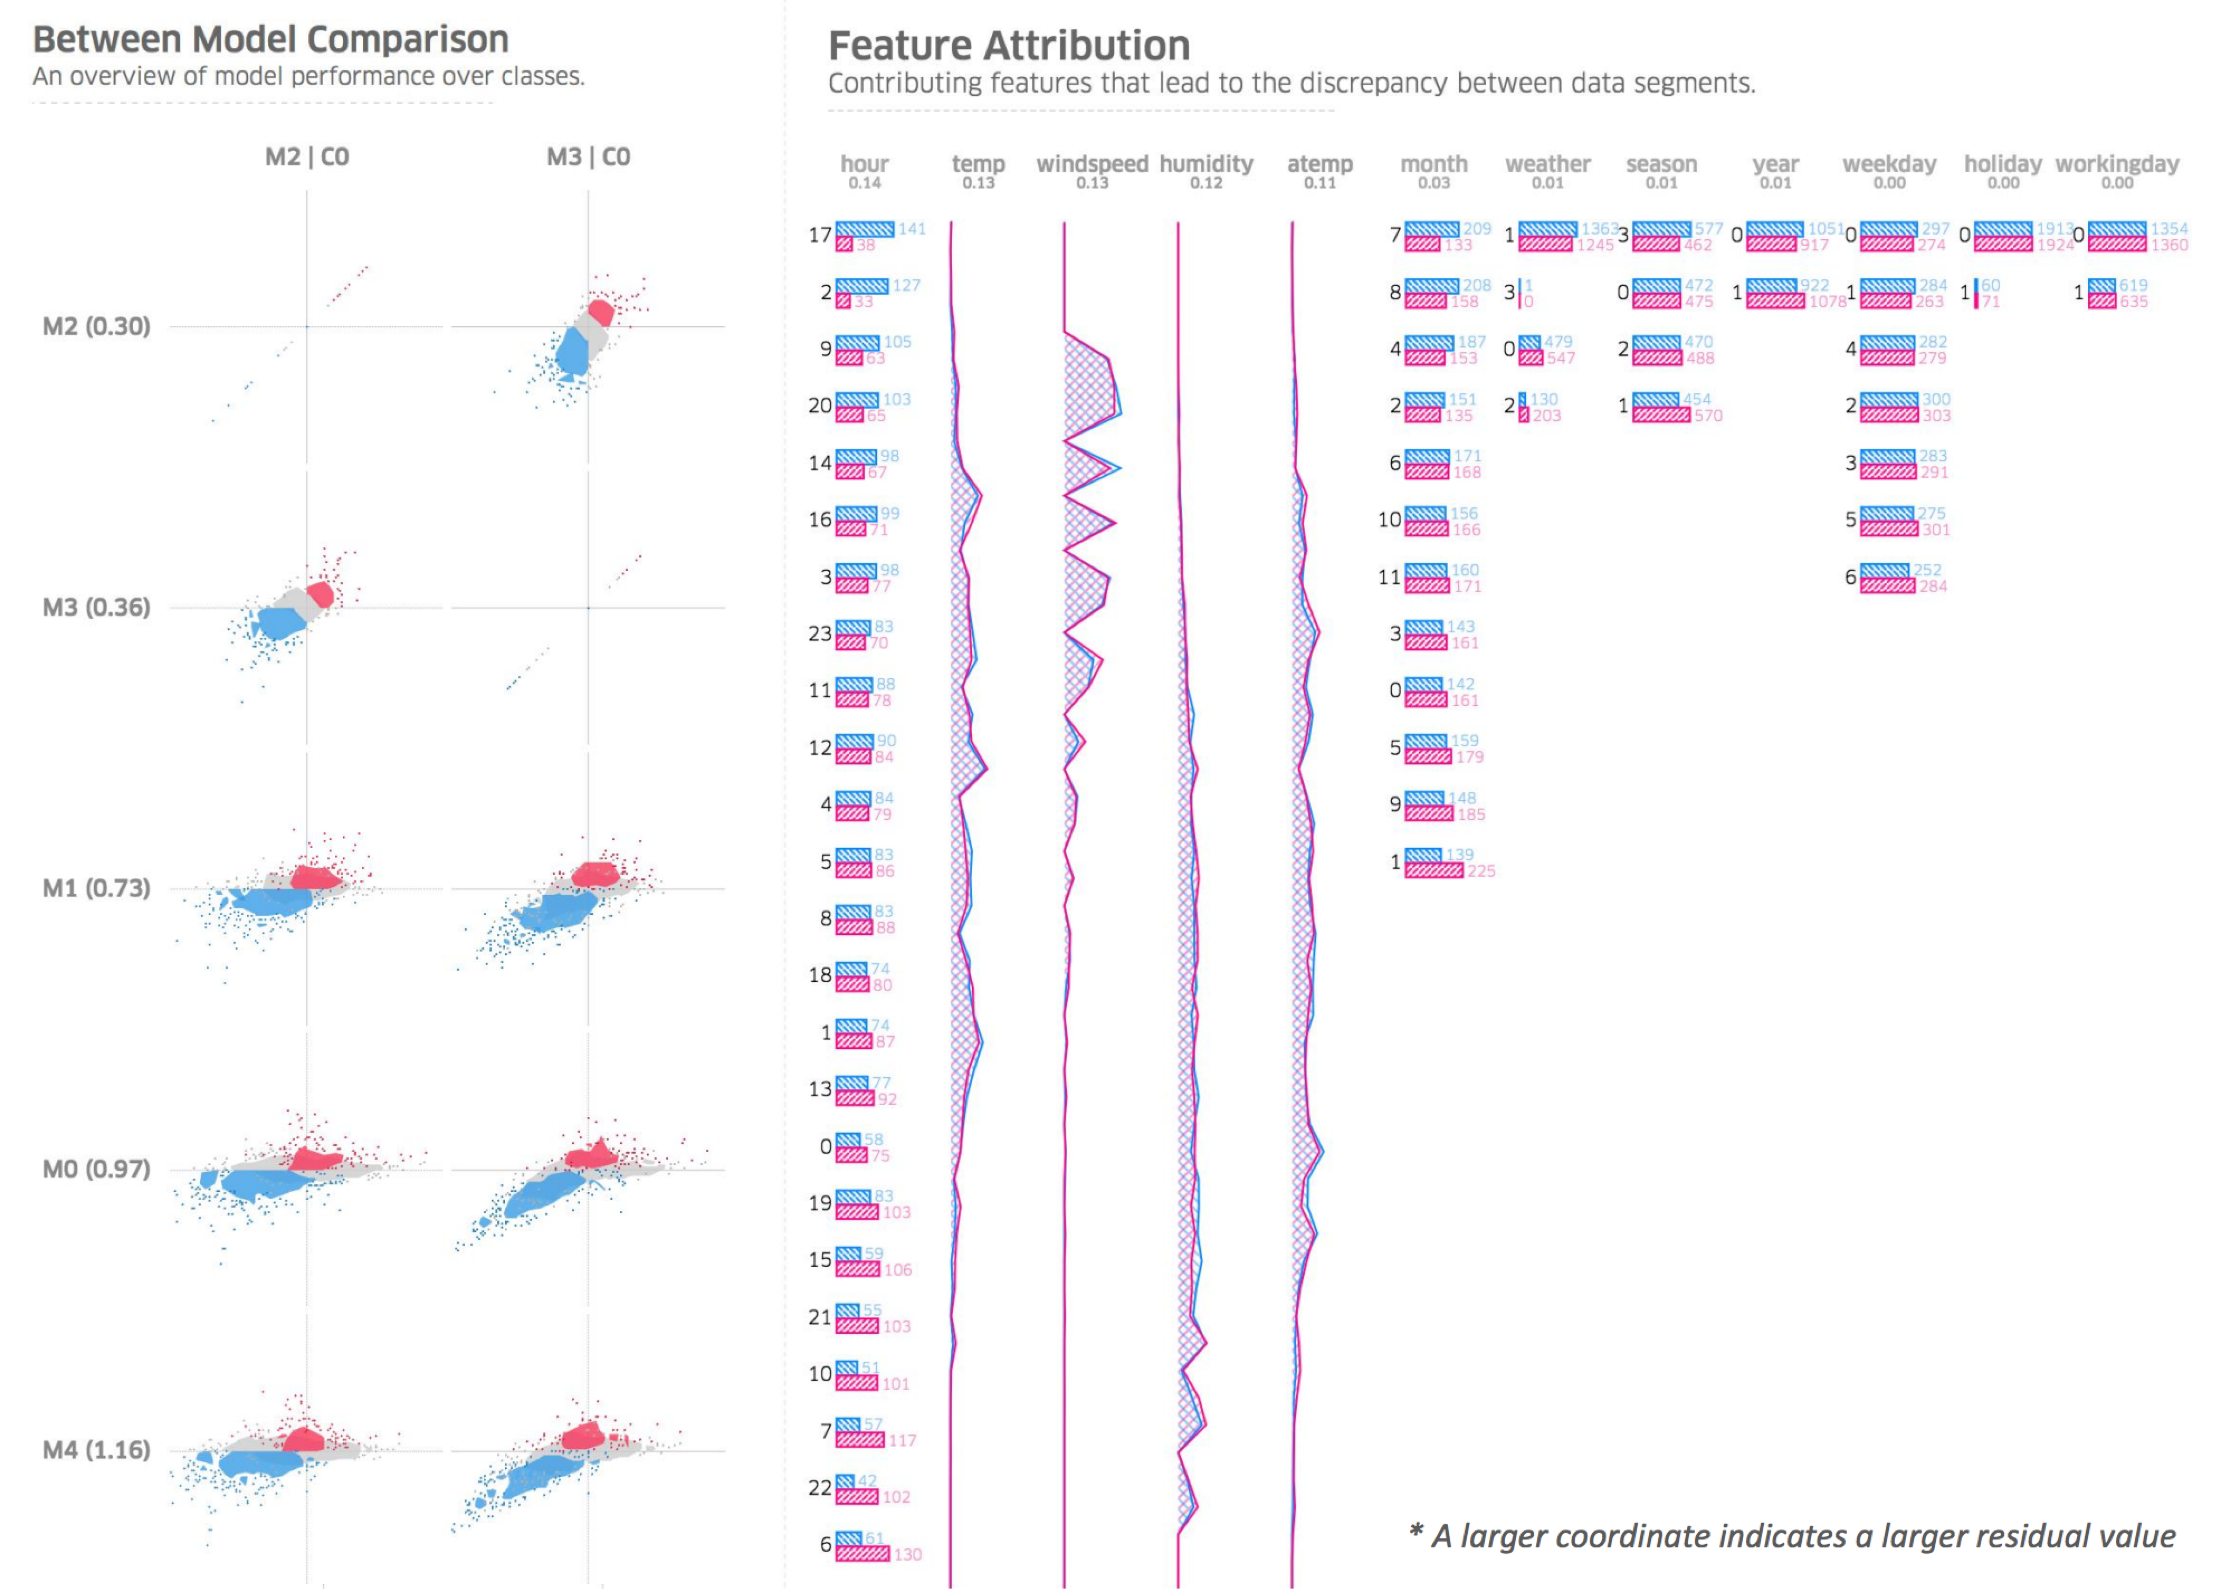 Between Model Comparison
An overview of model performance over classes.
M2 | C0 M3 | C0
M2 (0.30)
M3 (0.36)
M1 (0.73)
M0 (0.97)
M4 (1.16)
Feature Attribution
Contributing features that lead to the discrepancy between data segments.
hour temp windspeed humidity atemp month weather season year weekday holiday workingday
0.14 0.13 0.13 0.12 0.11 0.03 0.01 0.01 0.01 0.00 0.00 0.00
17 141 38 7 209 133 1 1363 1245 3 577 462 0 1051 917 0 297 274 0 1913 1924 0 1354 1360
2 127 33 8 208 158 3 1 0 0 472 475 1 922 1078 1 284 263 1 60 71 1 619 635
9 105 63 4 187 153 0 479 547 2 470 488 4 282 279
20 103 65 2 151 135 2 130 203 1 454 570 2 300 303
14 98 67 6 171 168 3 283 291
16 99 71 10 156 166 5 275 301
3 98 77 11 160 171 6 252 284
23 83 70 3 143 161
11 88 78 0 142 161
12 90 84 5 159 179
4 84 79 9 148 185
5 83 86 1 139 225
8 83 88
18 74 80
1 74 87
13 77 92
0 58 75
19 83 103
15 59 106
21 55 103
10 51 101
7 57 117
22 42 102
6 61 130
* A larger coordinate indicates a larger residual value